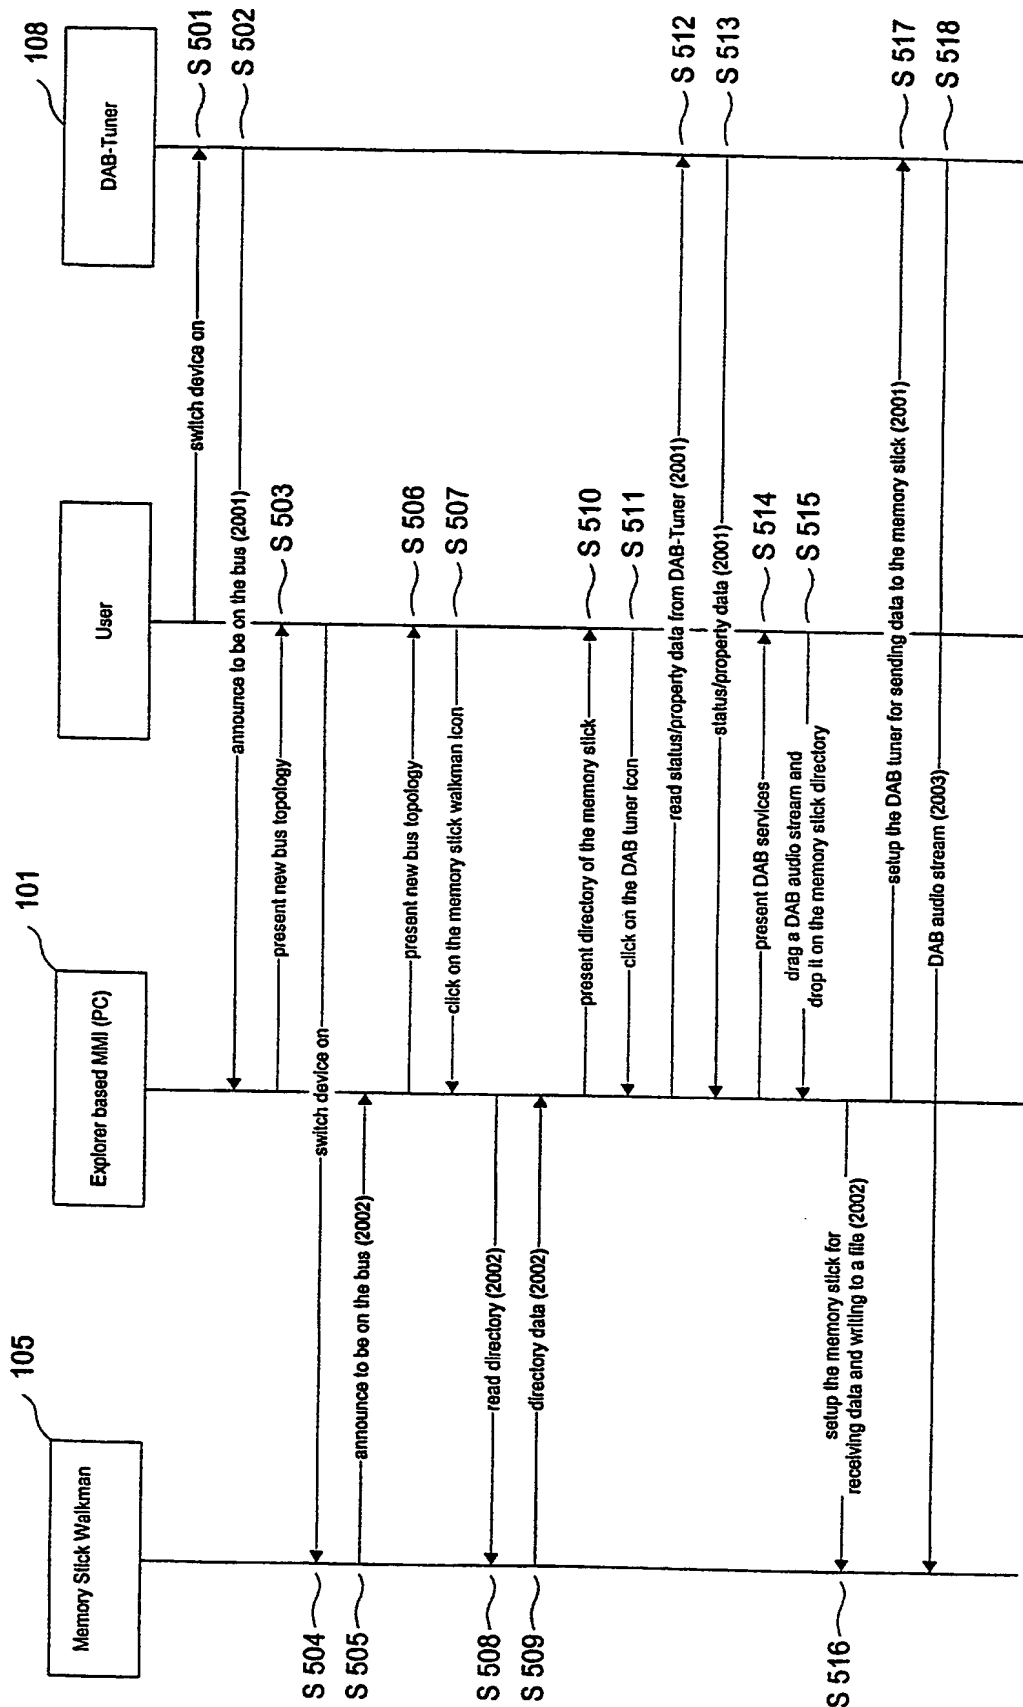 105
101
108
Memory Stick Walkman
Explorer based MMI (PC)
User
DAB-Tuner
switch device on
S 501
announce to be on the bus (2001)
S 502
present new bus topology
S 503
S 504
switch device on
S 505
announce to be on the bus (2002)
present new bus topology
S 506
click on the memory stick walkman icon
S 507
S 508
read directory (2002)
S 509
directory data (2002)
present directory of the memory stick
S 510
click on the DAB tuner icon
S 511
read status/property data from DAB-Tuner (2001)
S 512
status/property data (2001)
S 513
present DAB services
S 514
drag a DAB audio stream and
drop it on the memory stick directory
S 515
S 516
setup the memory stick for
receiving data and writing to a file (2002)
setup the DAB tuner for sending data to the memory stick (2001)
S 517
DAB audio stream (2003)
S 518